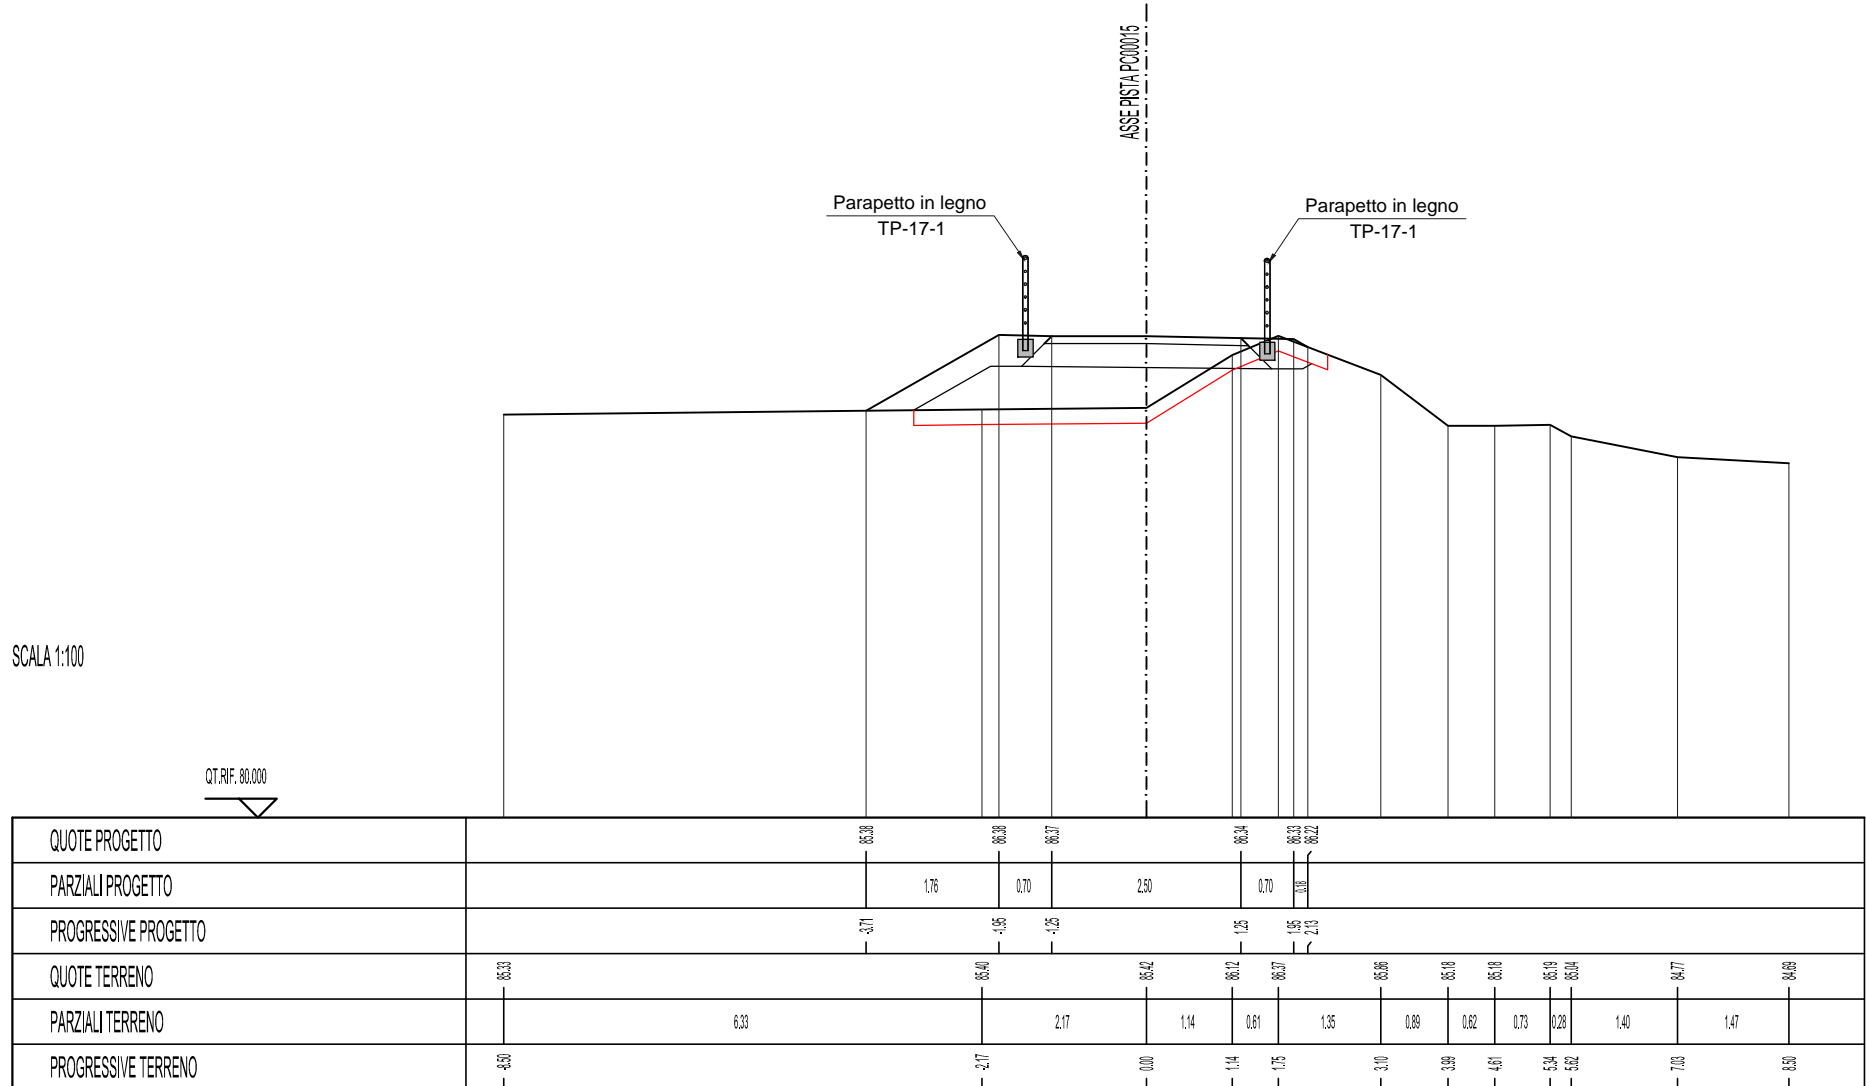 ASSE PISTA PC00015
Parapetto in legno
TP-17-1
Parapetto in legno
TP-17-1
SCALA 1:100
QT.RIF. 80.000
QUOTE PROGETTO 85.38 86.38 86.37 86.34 86.33 86.22
PARZIALI PROGETTO 1.76 0.70 2.50 0.70 0.18
PROGRESSIVE PROGETTO -3.71 -1.95 -1.25 1.25 1.95 2.13
QUOTE TERRENO 85.33 85.40 85.42 86.12 86.37 85.86 85.18 85.18 85.19 85.04 84.77 84.69
PARZIALI TERRENO 6.33 2.17 1.14 0.61 1.35 0.89 0.62 0.73 0.28 1.40 1.47
PROGRESSIVE TERRENO -8.50 -2.17 0.00 1.14 1.75 3.10 3.99 4.61 5.34 5.62 7.03 8.50